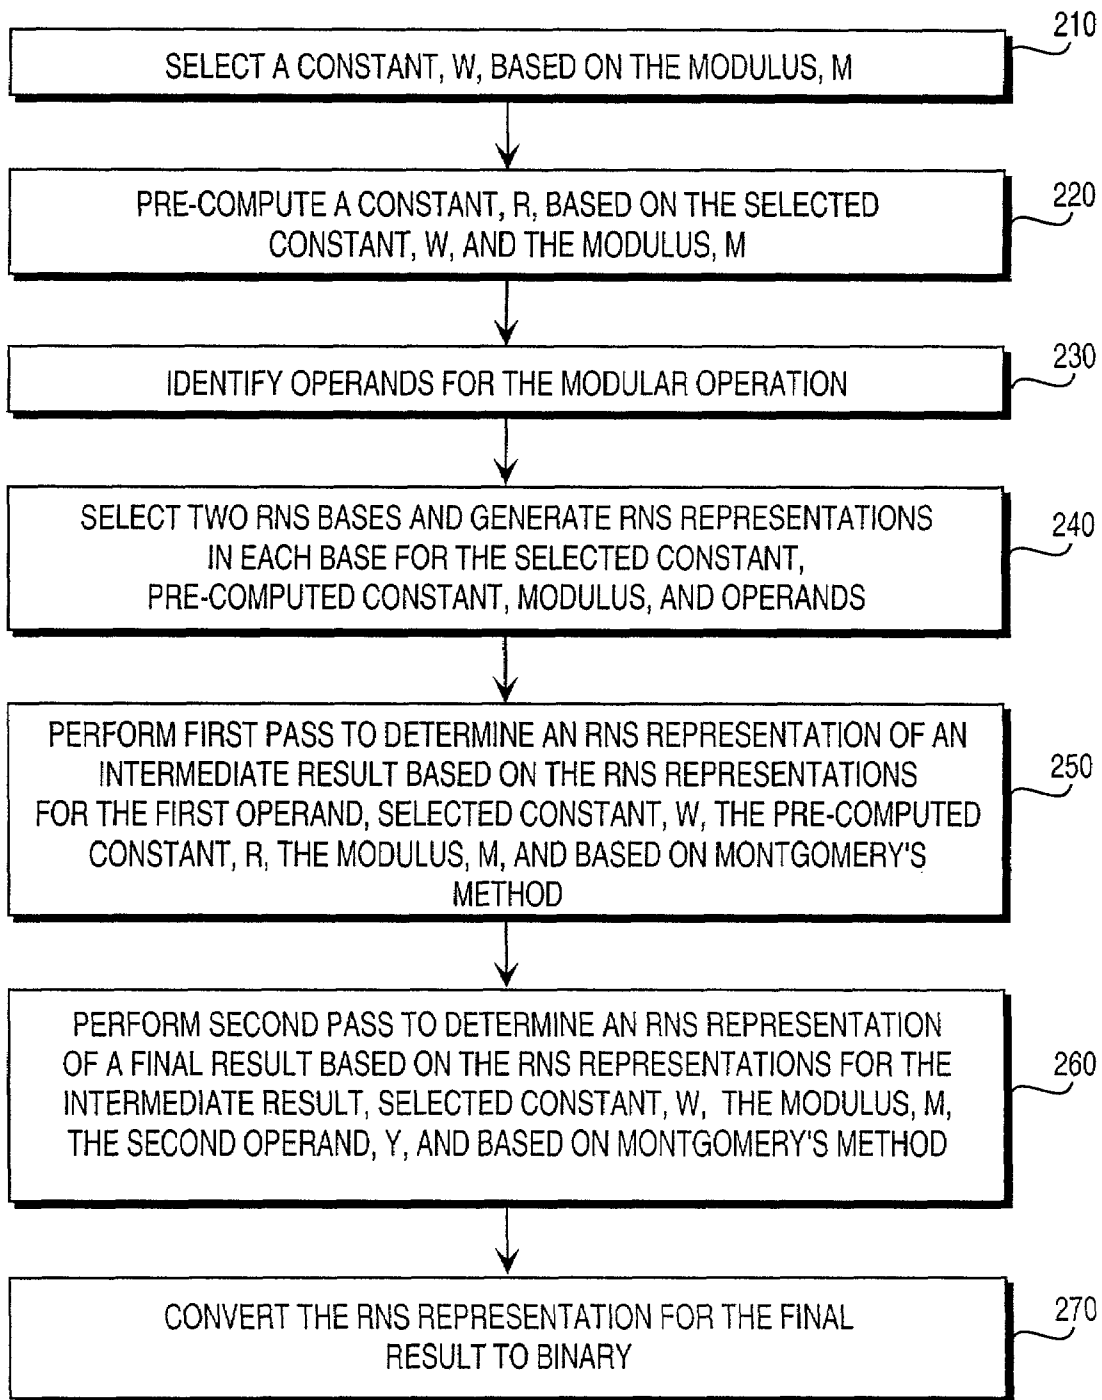 210
SELECT A CONSTANT, W, BASED ON THE MODULUS, M
220
PRE-COMPUTE A CONSTANT, R, BASED ON THE SELECTED
CONSTANT, W, AND THE MODULUS, M
230
IDENTIFY OPERANDS FOR THE MODULAR OPERATION
240
SELECT TWO RNS BASES AND GENERATE RNS REPRESENTATIONS
IN EACH BASE FOR THE SELECTED CONSTANT,
PRE-COMPUTED CONSTANT, MODULUS, AND OPERANDS
250
PERFORM FIRST PASS TO DETERMINE AN RNS REPRESENTATION OF AN
INTERMEDIATE RESULT BASED ON THE RNS REPRESENTATIONS
FOR THE FIRST OPERAND, SELECTED CONSTANT, W, THE PRE-COMPUTED
CONSTANT, R, THE MODULUS, M, AND BASED ON MONTGOMERY'S
METHOD
260
PERFORM SECOND PASS TO DETERMINE AN RNS REPRESENTATION
OF A FINAL RESULT BASED ON THE RNS REPRESENTATIONS FOR THE
INTERMEDIATE RESULT, SELECTED CONSTANT, W, THE MODULUS, M,
THE SECOND OPERAND, Y, AND BASED ON MONTGOMERY'S METHOD
270
CONVERT THE RNS REPRESENTATION FOR THE FINAL
RESULT TO BINARY